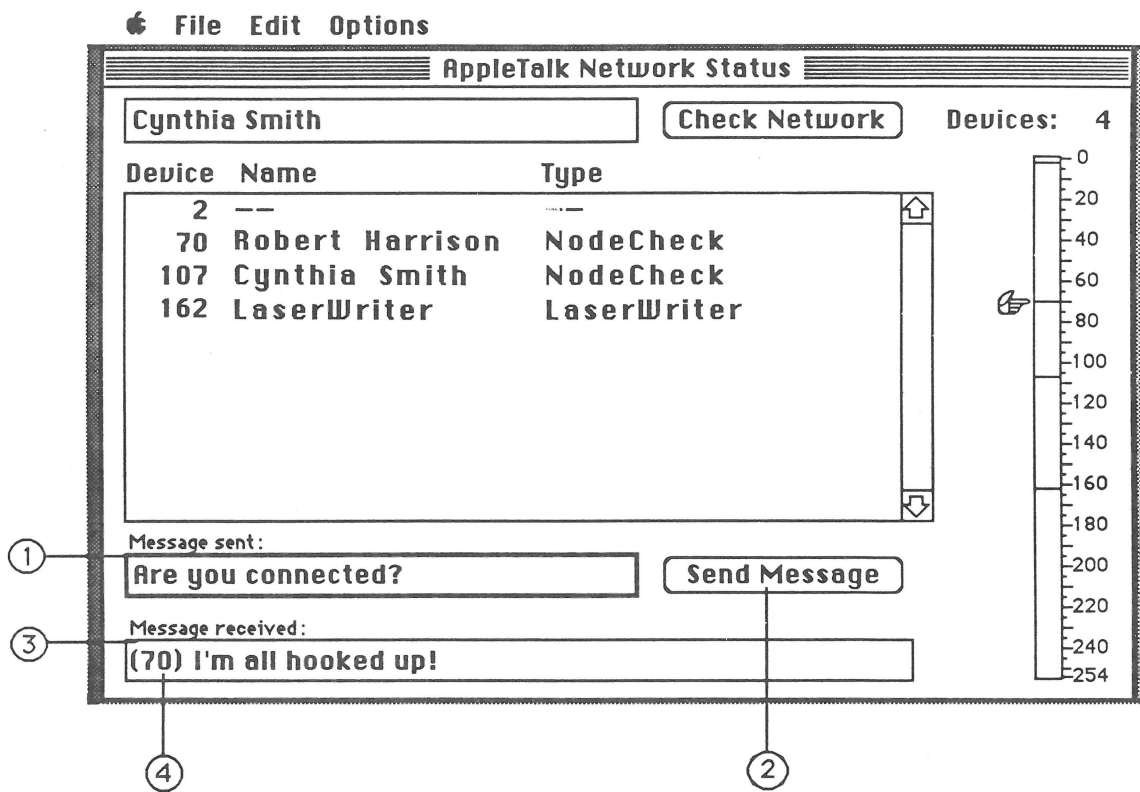 File Edit Options
AppleTalk Network Status
Cynthia Smith
Check Network
Devices: 4
Device Name Type
2 -- --
70 Robert Harrison NodeCheck
107 Cynthia Smith NodeCheck
162 LaserWriter LaserWriter
0
20
40
60
80
100
120
140
160
180
200
220
240
254
Message sent:
1
Are you connected?
Send Message
Message received:
3
(70) I'm all hooked up!
4
2